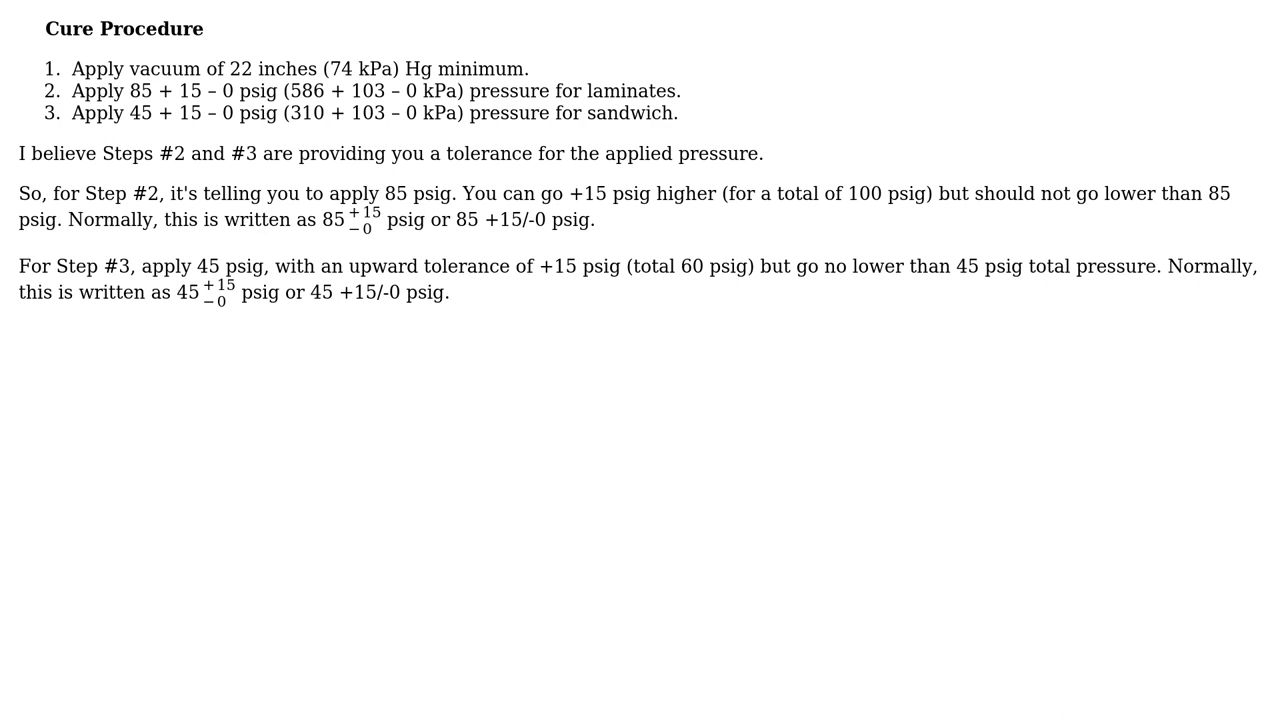 Cure Procedure
1. Apply vacuum of 22 inches (74 kPa) Hg minimum.
2. Apply 85 + 15 – 0 psig (586 + 103 – 0 kPa) pressure for laminates.
3. Apply 45 + 15 – 0 psig (310 + 103 – 0 kPa) pressure for sandwich.
I believe Steps #2 and #3 are providing you a tolerance for the applied pressure.
So, for Step #2, it's telling you to apply 85 psig. You can go +15 psig higher (for a total of 100 psig) but should not go lower than 85
psig. Normally, this is written as 85 +15 −0 psig or 85 +15/-0 psig.
For Step #3, apply 45 psig, with an upward tolerance of +15 psig (total 60 psig) but go no lower than 45 psig total pressure. Normally,
this is written as 45 +15 −0 psig or 45 +15/-0 psig.